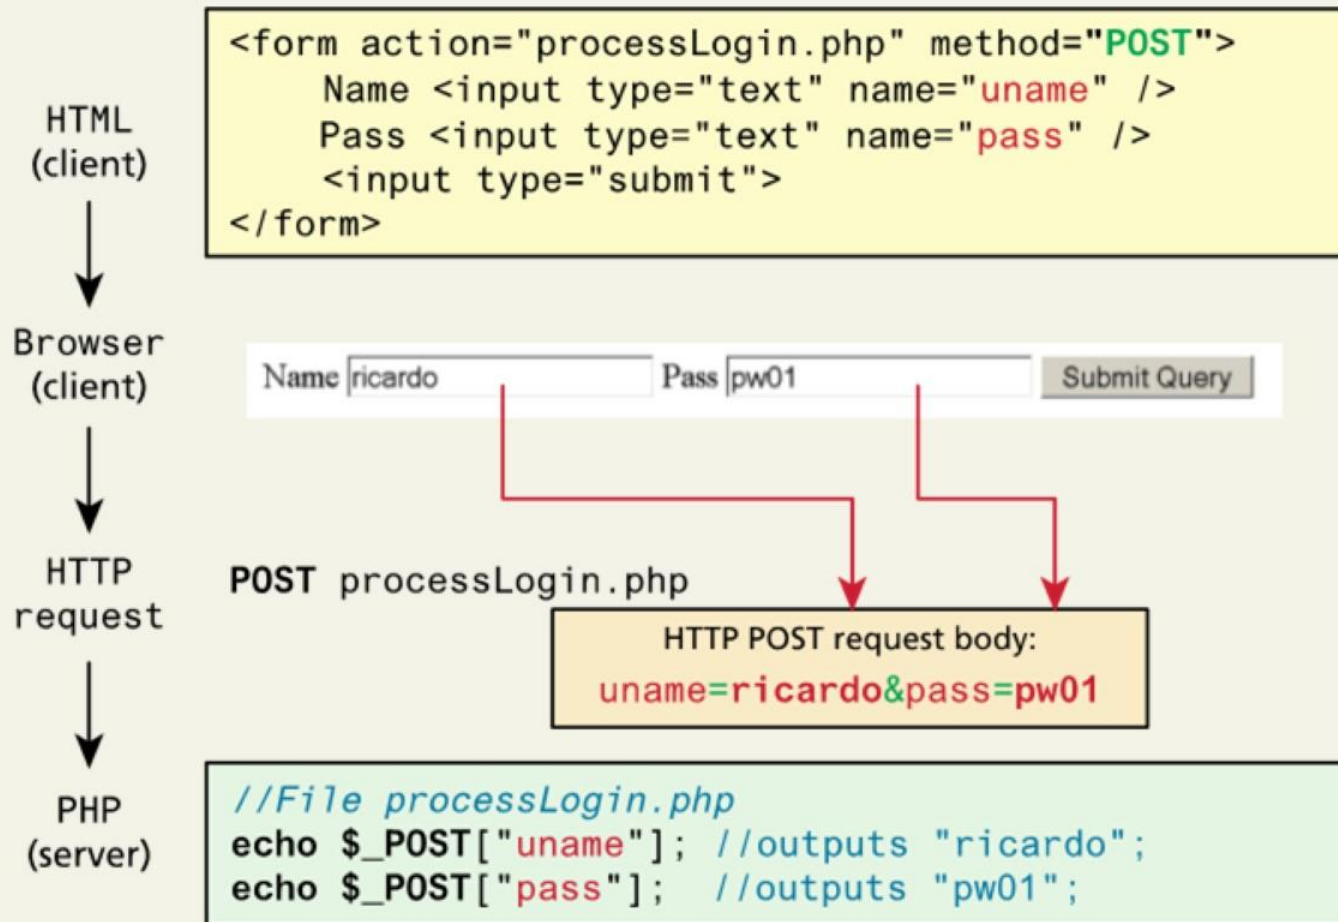 HTML
(client)
<form action="processLogin.php" method="POST">
Name <input type="text" name="uname" />
Pass <input type="text" name="pass" />
<input type="submit">
</form>
Browser
(client)
Name ricardo Pass pw01 Submit Query
HTTP
request
POST processLogin.php
HTTP POST request body:
uname=ricardo&pass=pw01
PHP
(server)
//File processLogin.php
echo $_POST["uname"]; //outputs "ricardo";
echo $_POST["pass"]; //outputs "pw01";